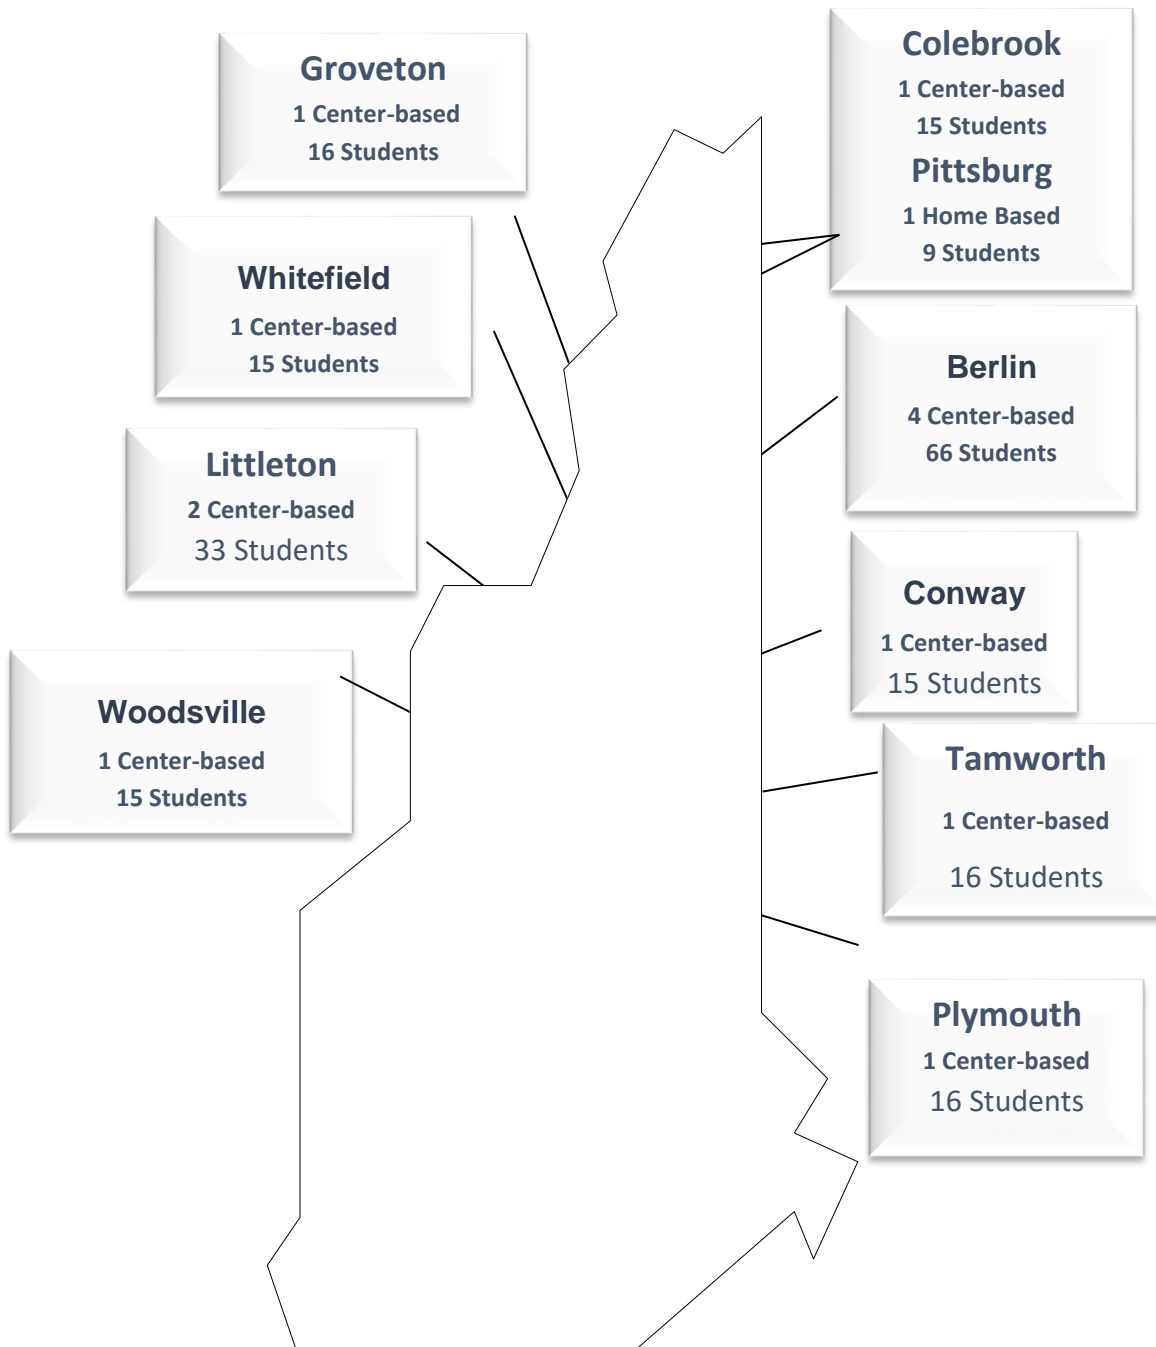 Groveton
1 Center-based
16 Students
Whitefield
1 Center-based
15 Students
Littleton
2 Center-based
33 Students
Woodsville
1 Center-based
15 Students
Colebrook
1 Center-based
15 Students
Pittsburg
1 Home Based
9 Students
Berlin
4 Center-based
66 Students
Conway
1 Center-based
15 Students
Tamworth
1 Center-based
16 Students
Plymouth
1 Center-based
16 Students